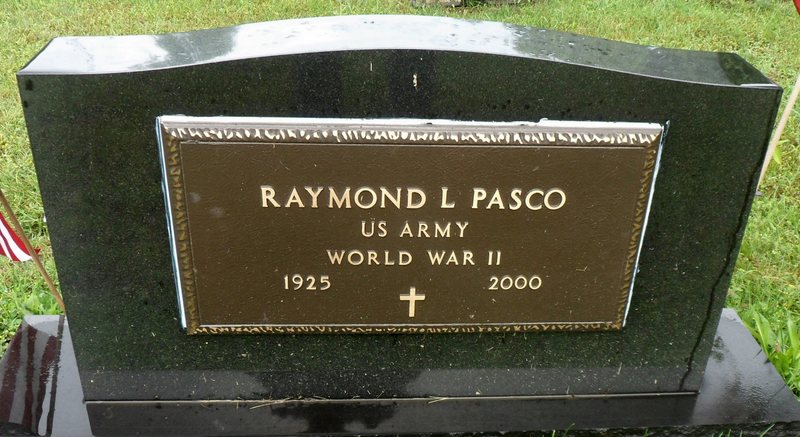 RAYMOND L PASCO
US ARMY
WORLD WAR II
1925 2000